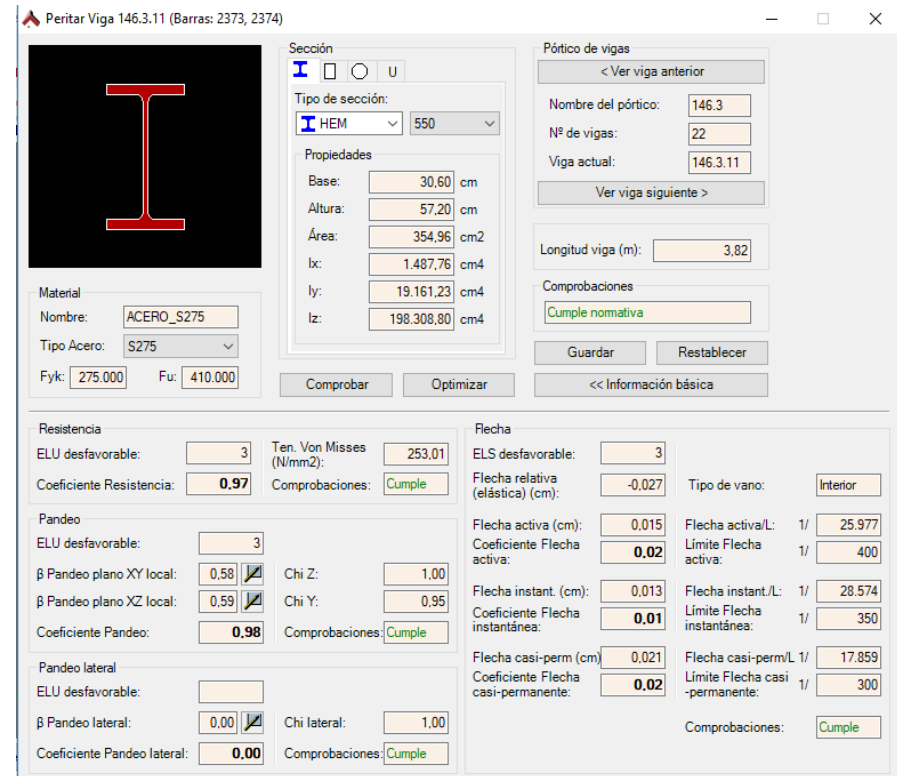 Peritar Viga 146.3.11 (Barras: 2373, 2374)
Sección
U
Tipo de sección:
HEM 550
Propiedades
Base: 30,60 cm
Altura: 57,20 cm
Área: 354,96 cm2
Ix: 1.487,76 cm4
Iy: 19.161,23 cm4
Iz: 198.308,80 cm4
Pórtico de vigas
< Ver viga anterior
Nombre del pórtico: 146.3
Nº de vigas: 22
Viga actual: 146.3.11
Ver viga siguiente >
Longitud viga (m): 3,82
Comprobaciones
Cumple normativa
Material
Nombre: ACERO_S275
Tipo Acero: S275
Fyk: 275.000 Fu: 410.000
Comprobar Optimizar
Guardar Restablecer
<< Información básica
Resistencia
ELU desfavorable: 3
Ten. Von Misses (N/mm2): 253,01
Coeficiente Resistencia: 0,97
Comprobaciones: Cumple
Pandeo
ELU desfavorable: 3
β Pandeo plano XY local: 0,58
Chi Z: 1,00
β Pandeo plano XZ local: 0,59
Chi Y: 0,95
Coeficiente Pandeo: 0,98
Comprobaciones: Cumple
Pandeo lateral
ELU desfavorable:
β Pandeo lateral: 0,00
Chi lateral: 1,00
Coeficiente Pandeo lateral: 0,00
Comprobaciones: Cumple
Flecha
ELS desfavorable: 3
Flecha relativa (elástica) (cm): -0,027
Tipo de vano: Interior
Flecha activa (cm): 0,015
Flecha activa/L: 1/ 25.977
Coeficiente Flecha activa: 0,02
Límite Flecha activa: 1/ 400
Flecha instant. (cm): 0,013
Flecha instant./L: 1/ 28.574
Coeficiente Flecha instantánea: 0,01
Límite Flecha instantánea: 1/ 350
Flecha casi-perm (cm) 0,021
Flecha casi-perm/L 1/ 17.859
Coeficiente Flecha casi-permanente: 0,02
Límite Flecha casi -permanente: 1/ 300
Comprobaciones: Cumple